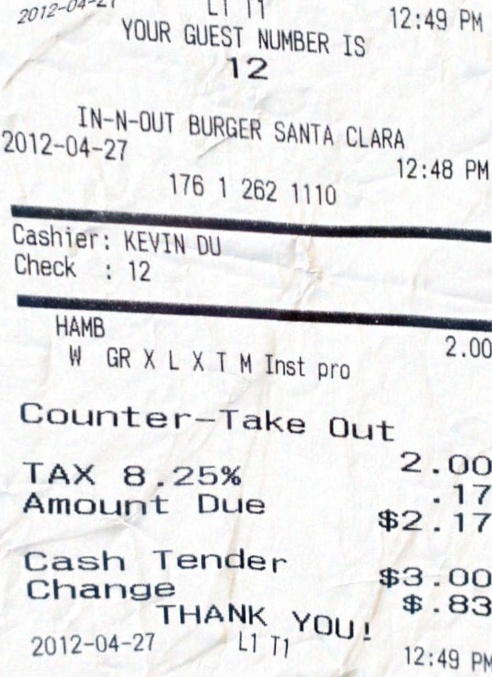 2012-04-27 L1 T1 12:49 PM
YOUR GUEST NUMBER IS
12
IN-N-OUT BURGER SANTA CLARA
2012-04-27 12:48 PM
176 1 262 1110
Cashier: KEVIN DU
Check : 12
HAMB 2.00
W GR X L X T M Inst pro
Counter-Take Out
2.00
TAX 8.25% .17
Amount Due $2.17
Cash Tender $3.00
Change $.83
THANK YOU!
2012-04-27 L1 T1 12:49 PM